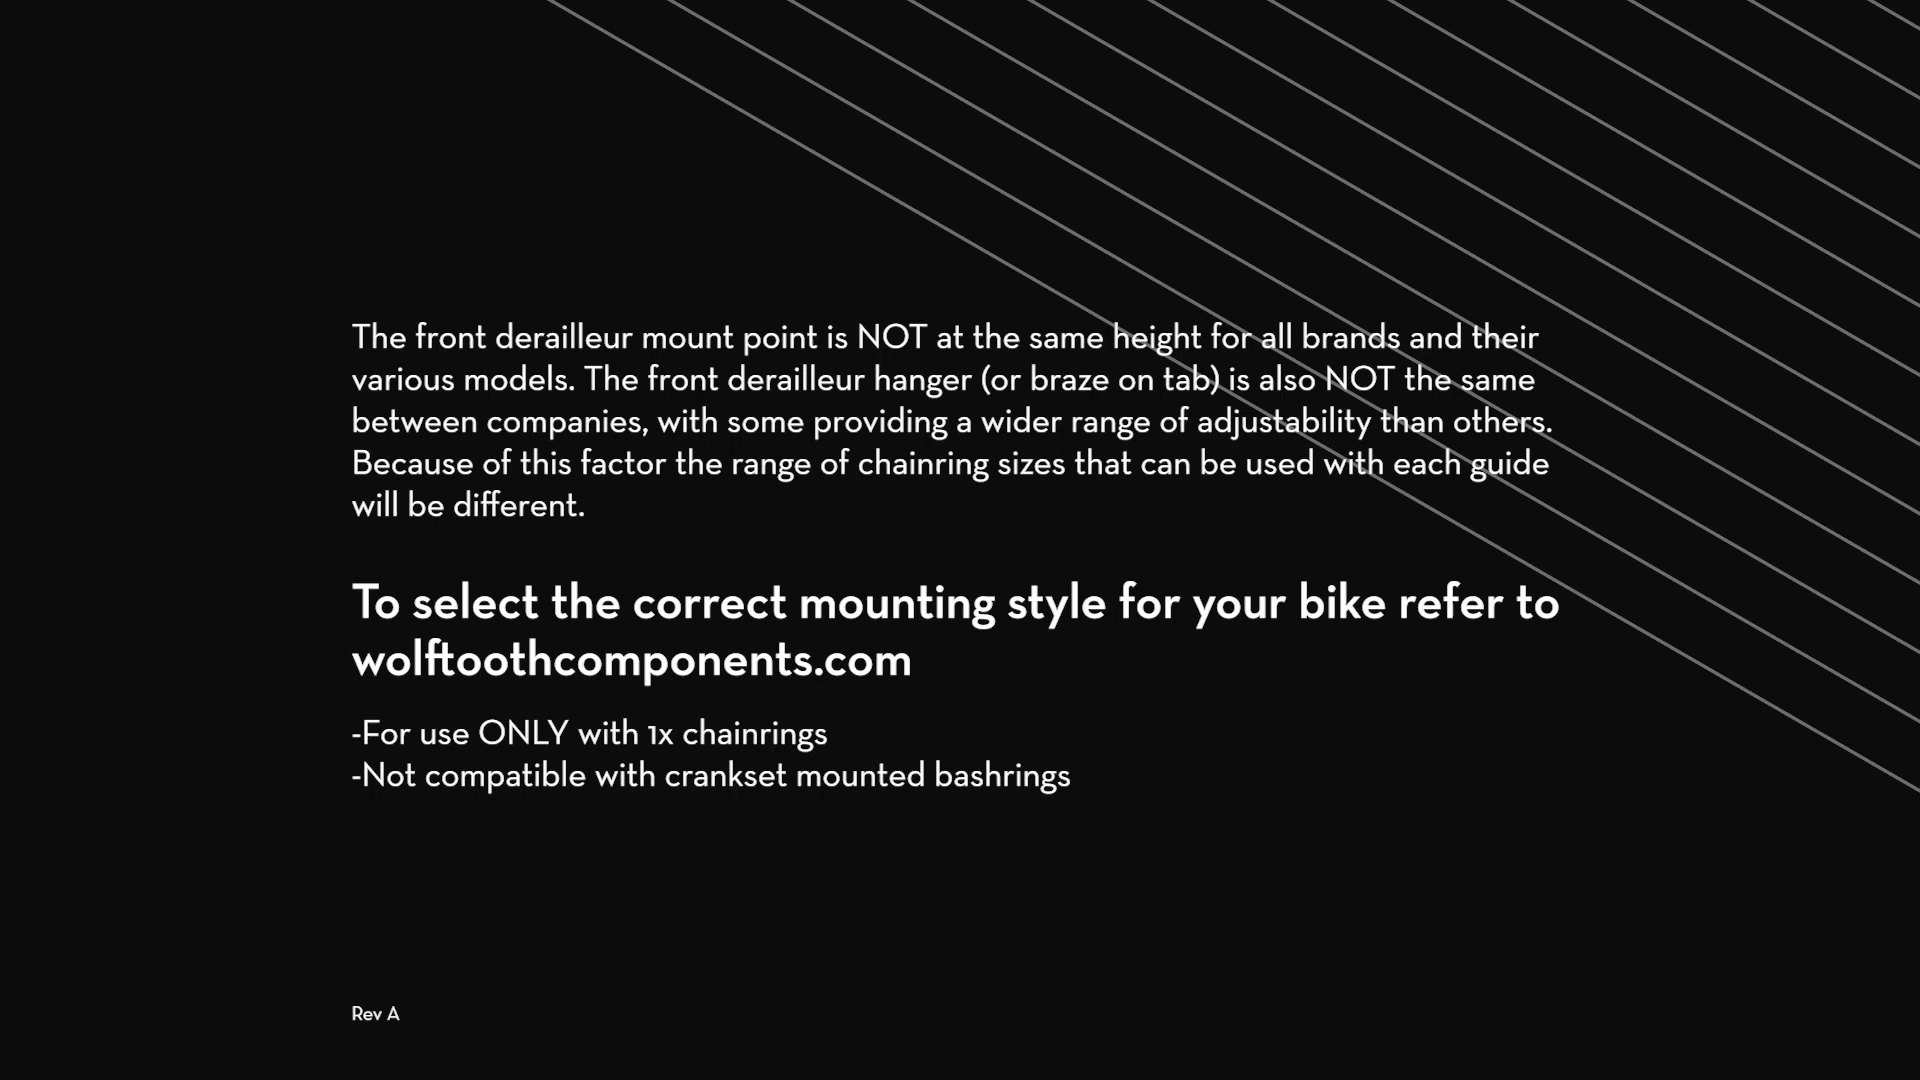 The front derailleur mount point is NOT at the same height for all brands and their
various models. The front derailleur hanger (or braze on tab) is also NOT the same
between companies, with some providing a wider range of adjustability than others.
Because of this factor the range of chainring sizes that can be used with each guide
will be different.
To select the correct mounting style for your bike refer to
wolftoothcomponents.com
-For use ONLY with 1x chainrings
-Not compatible with crankset mounted bashrings
Rev A